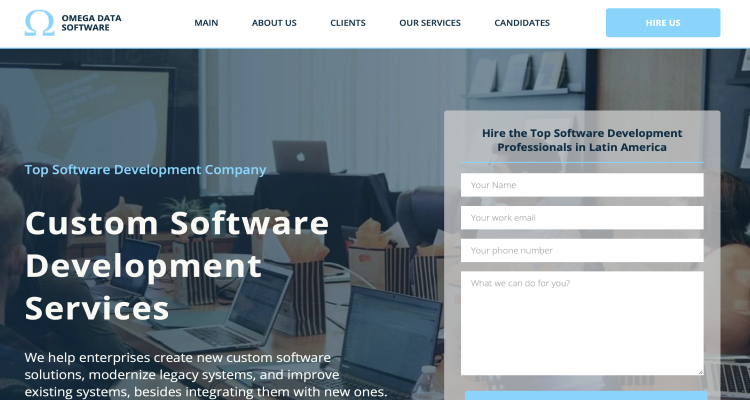 OMEGA DATA
SOFTWARE
MAIN
ABOUT US
CLIENTS
OUR SERVICES
CANDIDATES
HIRE US
Top Software Development Company
Custom Software
Development
Services
We help enterprises create new custom software
solutions, modernize legacy systems, and improve
existing systems, besides integrating them with new ones.
Hire the Top Software Development
Professionals in Latin America
Your Name
Your work email
Your phone number
What we can do for you?